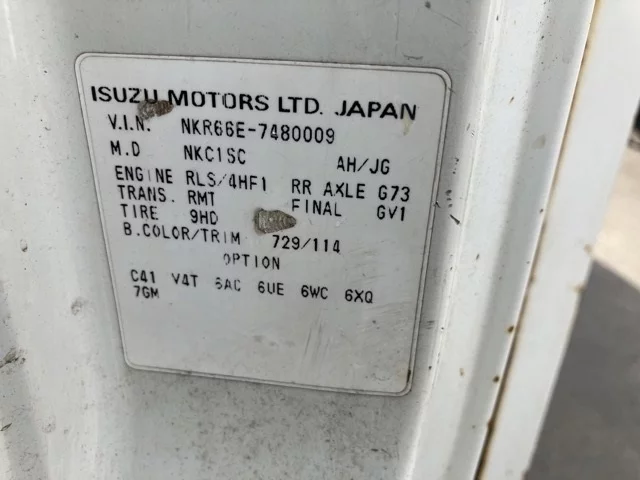 ISUZU MOTORS LTD. JAPAN
V.I.N. NKR66E-7480009
M.D NKC1SC AH/JG
ENGINE RLS/4HF1 RR AXLE G73
TRANS. RMT FINAL GV1
TIRE 9HD
B.COLOR/TRIM 729/114
OPTION
C41 V4T 6AC 6UE 6WC 6XQ
7GM